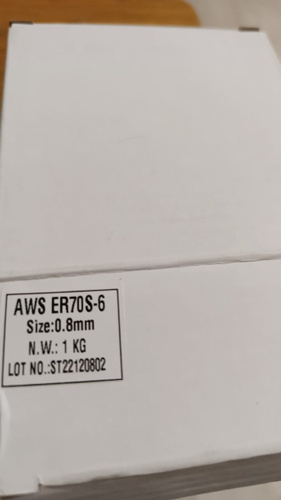 AWS ER70S-6
Size:0.8mm
N.W.: 1 KG
LOT NO.:ST22120802